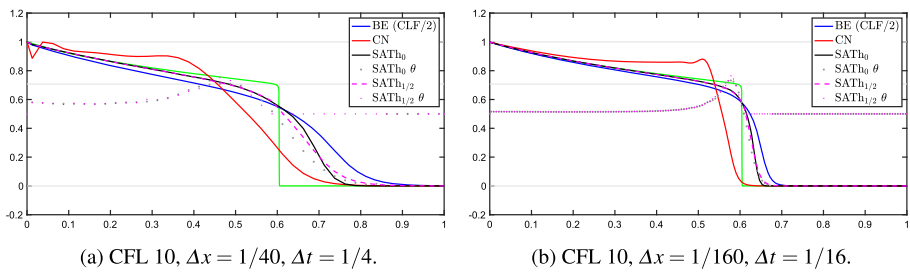 1.2
1
0.8
0.6
0.4
0.2
0
-0.2
0 0.1 0.2 0.3 0.4 0.5 0.6 0.7 0.8 0.9 1
BE (CLF/2)
CN
SATh₀
SATh₀ θ
SATh₁/₂
SATh₁/₂ θ
(a) CFL 10, Δx = 1/40, Δt = 1/4.
1.2
1
0.8
0.6
0.4
0.2
0
-0.2
0 0.1 0.2 0.3 0.4 0.5 0.6 0.7 0.8 0.9 1
BE (CLF/2)
CN
SATh₀
SATh₀ θ
SATh₁/₂
SATh₁/₂ θ
(b) CFL 10, Δx = 1/160, Δt = 1/16.